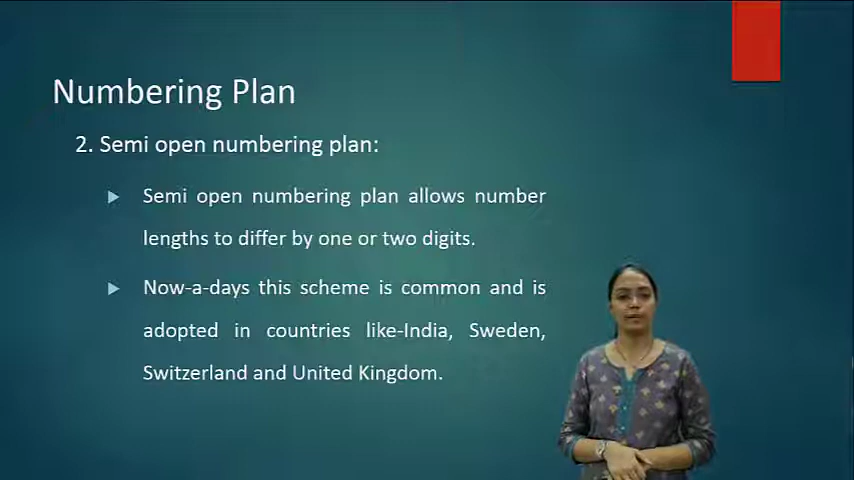 Numbering Plan
2. Semi open numbering plan:
Semi open numbering plan allows number
lengths to differ by one or two digits.
Now-a-days this scheme is common and is
adopted in countries like-India, Sweden,
Switzerland and United Kingdom.